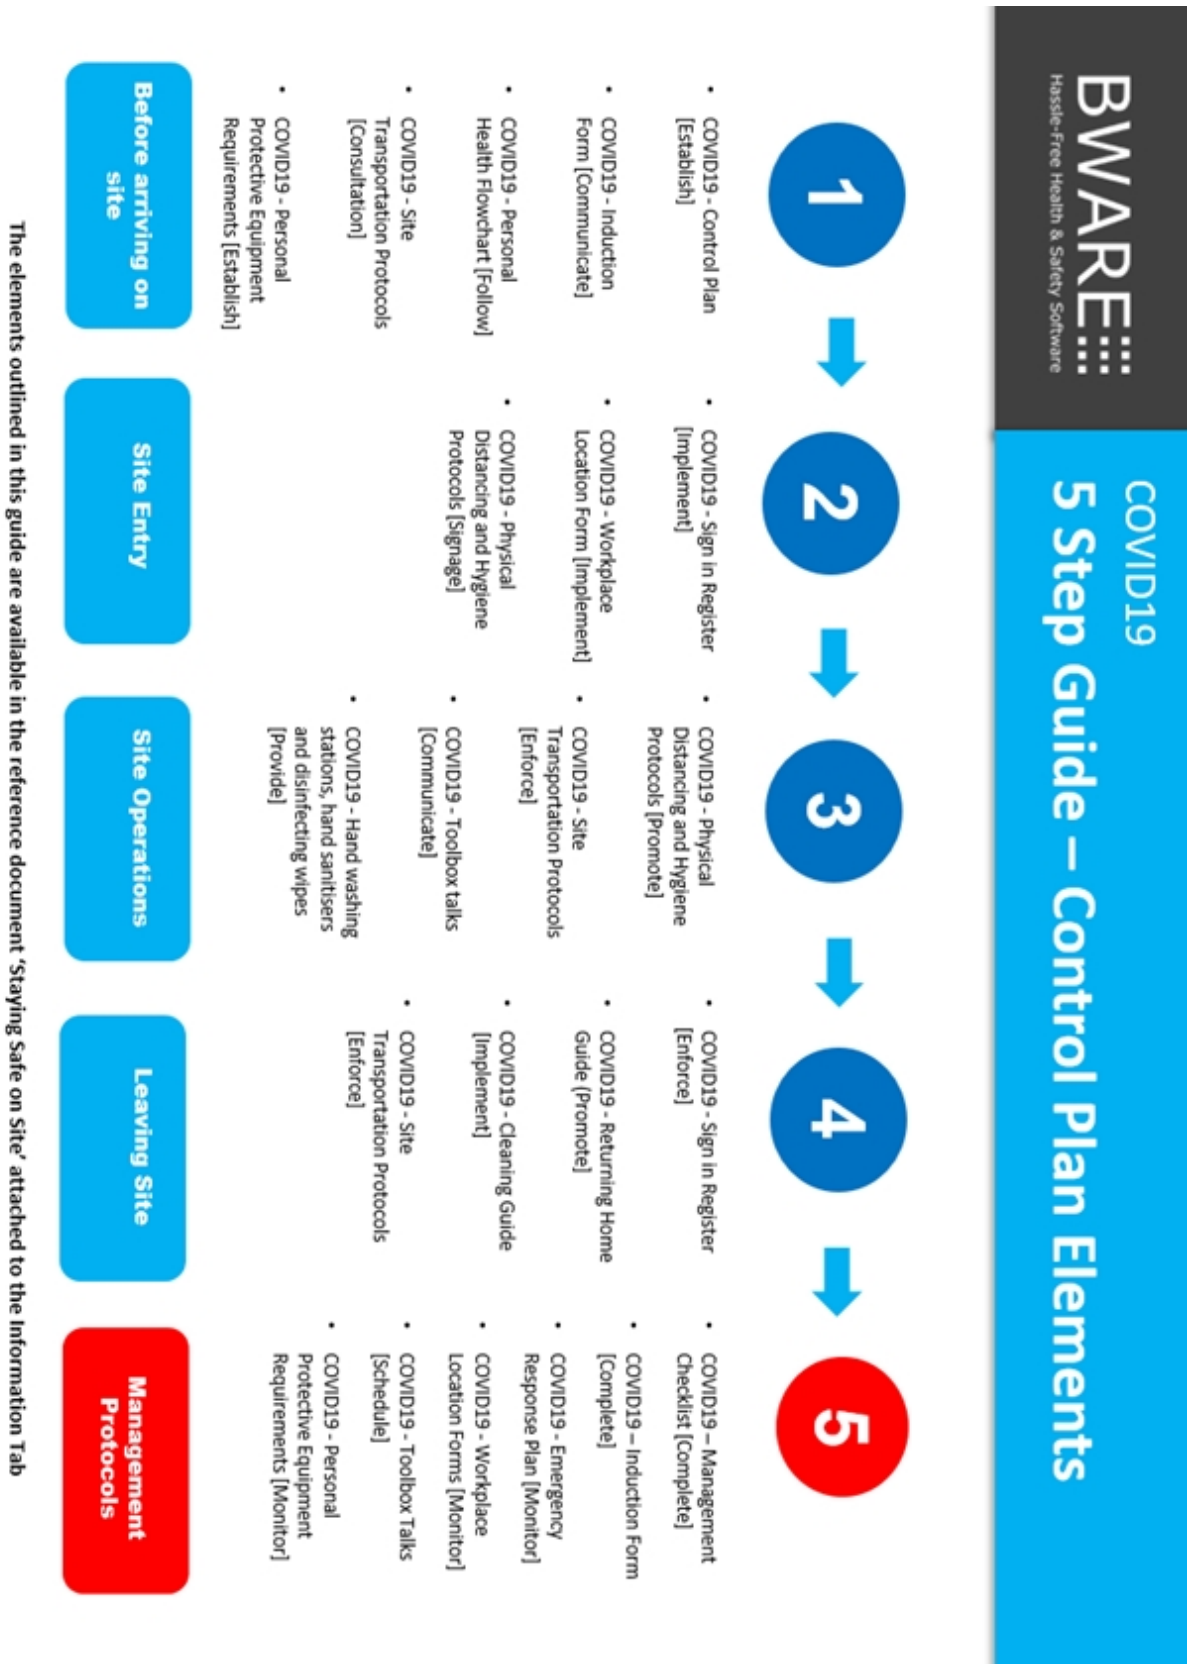 BWARE
Hassle-Free Health & Safety Software
COVID19
5 Step Guide – Control Plan Elements
1
• COVID19 - Control Plan
[Establish]
• COVID19 - Induction
Form [Communicate]
• COVID19 - Personal
Health Flowchart [Follow]
• COVID19 - Site
Transportation Protocols
[Consultation]
• COVID19 - Personal
Protective Equipment
Requirements [Establish]
Before arriving on
site
2
• COVID19 - Sign in Register
[Implement]
• COVID19 - Workplace
Location Form [Implement]
• COVID19 - Physical
Distancing and Hygiene
Protocols [Signage]
Site Entry
3
• COVID19 - Physical
Distancing and Hygiene
Protocols [Promote]
• COVID19 - Site
Transportation Protocols
[Enforce]
• COVID19 - Toolbox talks
[Communicate]
• COVID19 - Hand washing
stations, hand sanitisers
and disinfecting wipes
[Provide]
Site Operations
4
• COVID19 - Sign in Register
[Enforce]
• COVID19 - Returning Home
Guide (Promote]
• COVID19 - Cleaning Guide
[Implement]
• COVID19 - Site
Transportation Protocols
[Enforce]
Leaving Site
5
• COVID19 – Management
Checklist [Complete]
• COVID19 – Induction Form
[Complete]
• COVID19 - Emergency
Response Plan [Monitor]
• COVID19 - Workplace
Location Forms [Monitor]
• COVID19 - Toolbox Talks
[Schedule]
• COVID19 - Personal
Protective Equipment
Requirements [Monitor]
Management
Protocols
The elements outlined in this guide are available in the reference document ‘Staying Safe on Site’ attached to the Information Tab